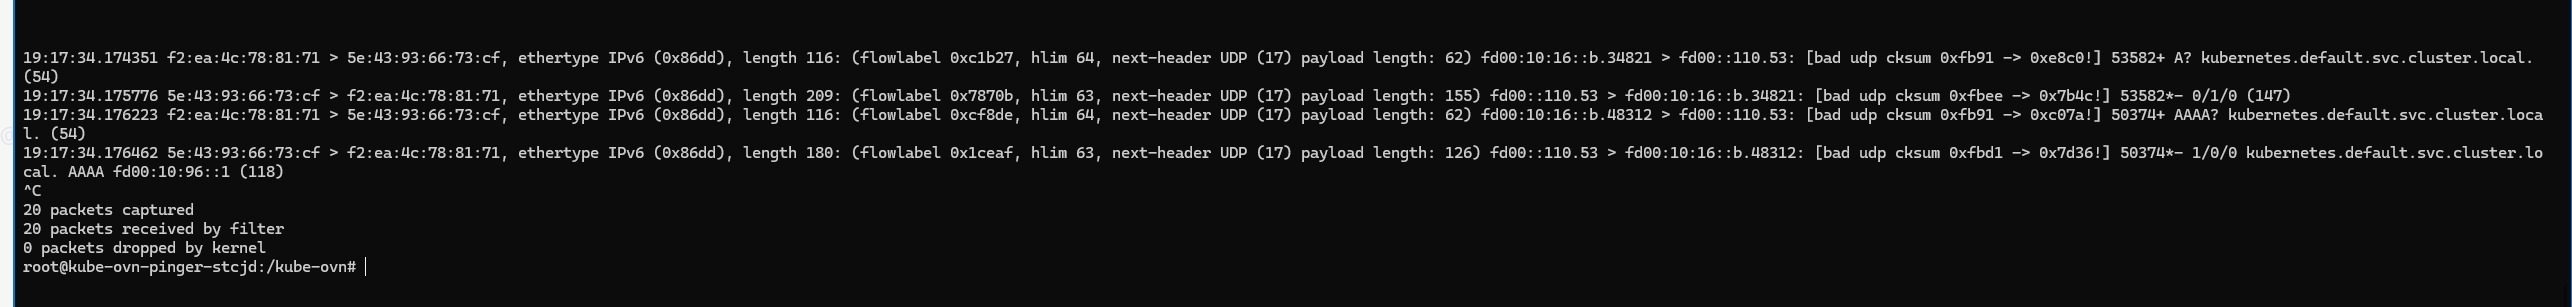 19:17:34.174351 f2:ea:4c:78:81:71 > 5e:43:93:66:73:cf, ethertype IPv6 (0x86dd), length 116: (flowlabel 0xc1b27, hlim 64, next-header UDP (17) payload length: 62) fd00:10:16::b.34821 > fd00::110.53: [bad udp cksum 0xfb91 -> 0xe8c0!] 53582+ A? kubernetes.default.svc.cluster.local.
(54)
19:17:34.175776 5e:43:93:66:73:cf > f2:ea:4c:78:81:71, ethertype IPv6 (0x86dd), length 209: (flowlabel 0x7870b, hlim 63, next-header UDP (17) payload length: 155) fd00::110.53 > fd00:10:16::b.34821: [bad udp cksum 0xfbee -> 0x7b4c!] 53582*- 0/1/0 (147)
19:17:34.176223 f2:ea:4c:78:81:71 > 5e:43:93:66:73:cf, ethertype IPv6 (0x86dd), length 116: (flowlabel 0xcf8de, hlim 64, next-header UDP (17) payload length: 62) fd00:10:16::b.48312 > fd00::110.53: [bad udp cksum 0xfb91 -> 0xc07a!] 50374+ AAAA? kubernetes.default.svc.cluster.loca
l. (54)
19:17:34.176462 5e:43:93:66:73:cf > f2:ea:4c:78:81:71, ethertype IPv6 (0x86dd), length 180: (flowlabel 0x1ceaf, hlim 63, next-header UDP (17) payload length: 126) fd00::110.53 > fd00:10:16::b.48312: [bad udp cksum 0xfbd1 -> 0x7d36!] 50374*- 1/0/0 kubernetes.default.svc.cluster.lo
cal. AAAA fd00:10:96::1 (118)
^C
20 packets captured
20 packets received by filter
0 packets dropped by kernel
root@kube-ovn-pinger-stcjd:/kube-ovn#